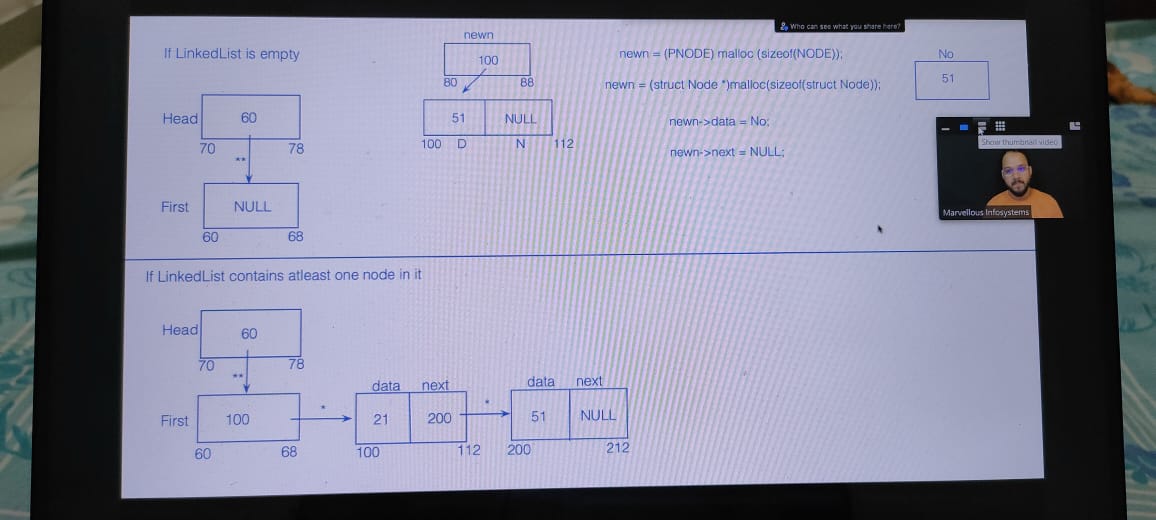 Who can see what you share here?
If LinkedList is empty
newn
100
80 88
51 NULL
100 D N 112
newn = (PNODE) malloc (sizeof(NODE));
newn = (struct Node *)malloc(sizeof(struct Node));
newn->data = No;
newn->next = NULL;
No
51
Show thumbnail video
Marvellous Infosystems
Head 60
70 78
**
First NULL
60 68
If LinkedList contains atleast one node in it
Head 60
70 78
**
First 100
60 68
*
data next
21 200
100 112
*
data next
51 NULL
200 212